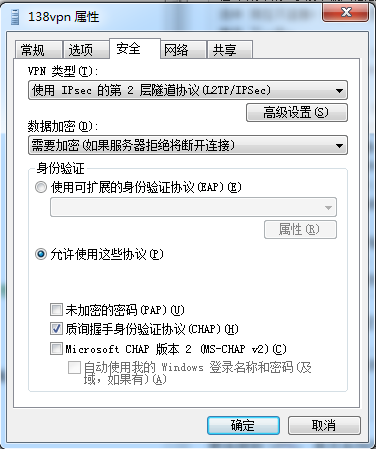 138vpn 属性
常规 选项 安全 网络 共享
VPN 类型(T):
使用 IPsec 的第 2 层隧道协议(L2TP/IPSec)
高级设置(S)
数据加密(D):
需要加密(如果服务器拒绝将断开连接)
身份验证
使用可扩展的身份验证协议(EAP)(E)
属性(R)
允许使用这些协议(P)
未加密的密码(PAP)(U)
质询握手身份验证协议(CHAP)(H)
Microsoft CHAP 版本 2 (MS-CHAP v2)(C)
自动使用我的 Windows 登录名称和密码(及
域，如果有)(A)
确定 取消